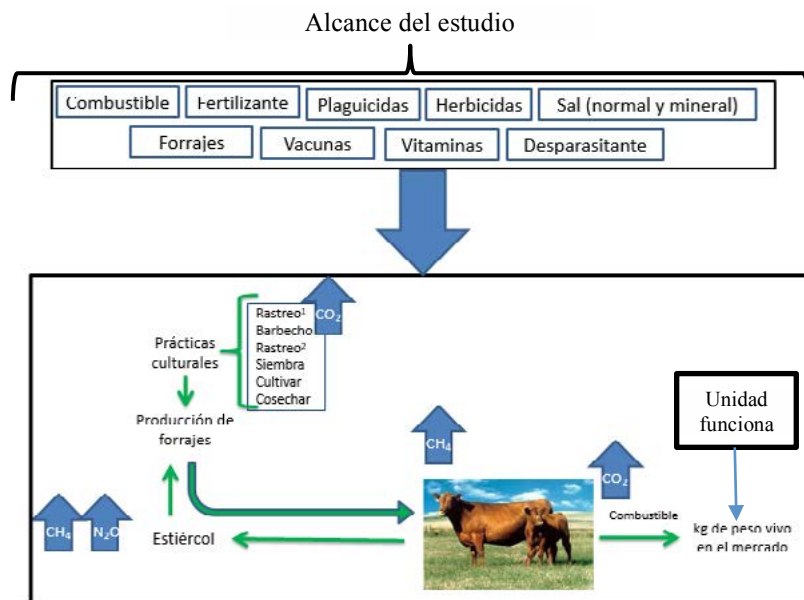 Alcance del estudio
Combustible Fertilizante Plaguicidas Herbicidas Sal (normal y mineral)
Forrajes Vacunas Vitaminas Desparasitante
CO₂
Rastreo¹
Barbecho
Rastreo²
Siembra
Cultivar
Cosechar
Prácticas
culturales
Producción de
forrajes
Unidad
funciona
CH₄
CO₂
CH₄ N₂O
Estiércol
Combustible
kg de peso vivo
en el mercado